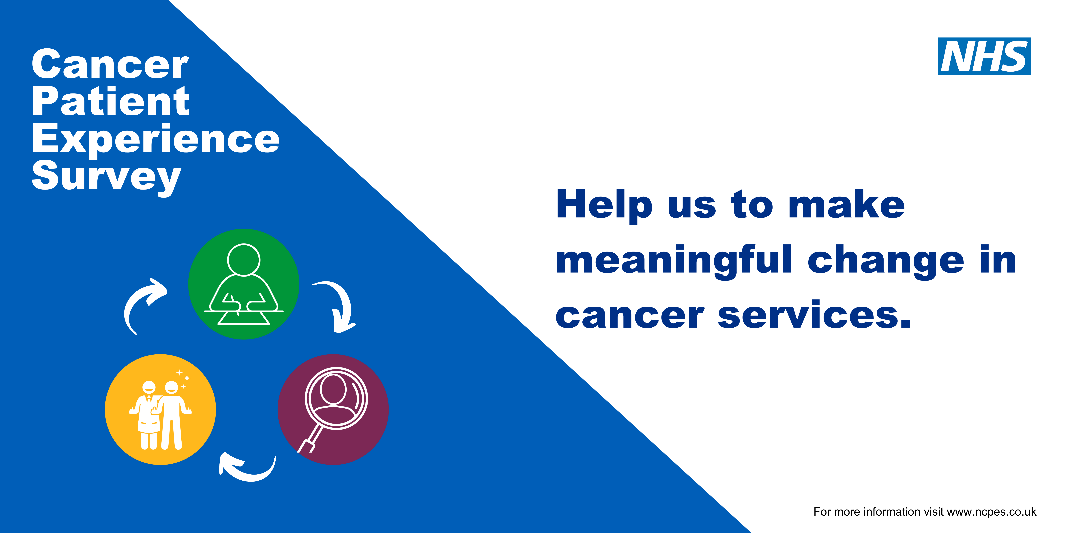 Cancer
Patient
Experience
Survey
NHS
Help us to make
meaningful change in
cancer services.
For more information visit www.ncpes.co.uk